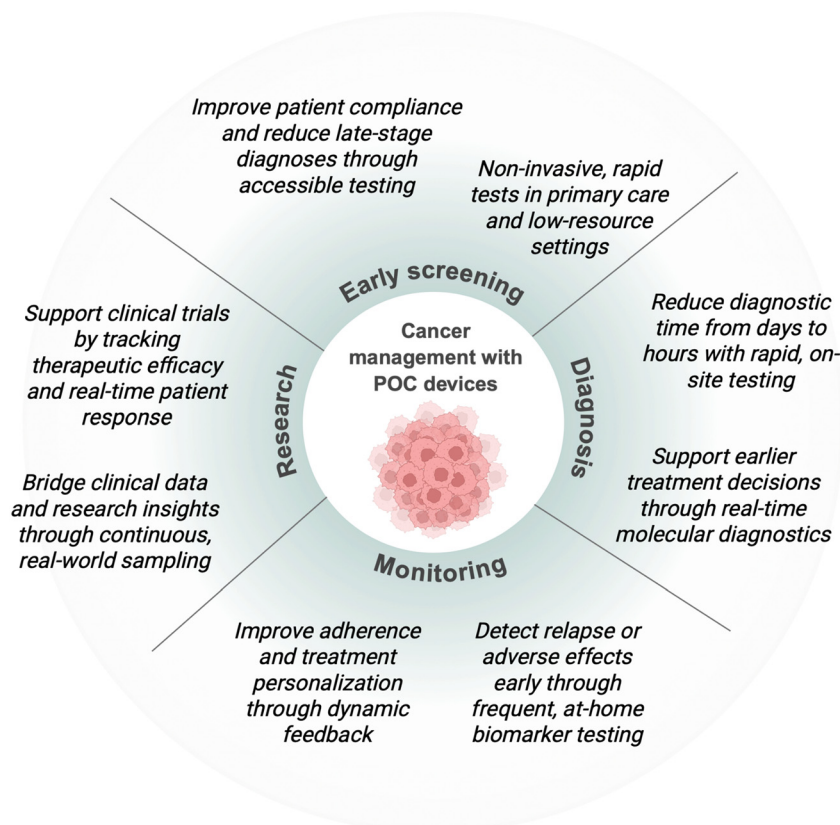 Improve patient compliance
and reduce late-stage
diagnoses through
accessible testing
Non-invasive, rapid
tests in primary care
and low-resource
settings
Early screening
Cancer
management with
POC devices
Diagnosis
Reduce diagnostic
time from days to
hours with rapid, on-
site testing
Support earlier
treatment decisions
through real-time
molecular diagnostics
Monitoring
Detect relapse or
adverse effects
early through
frequent, at-home
biomarker testing
Improve adherence
and treatment
personalization
through dynamic
feedback
Research
Support clinical trials
by tracking
therapeutic efficacy
and real-time patient
response
Bridge clinical data
and research insights
through continuous,
real-world sampling